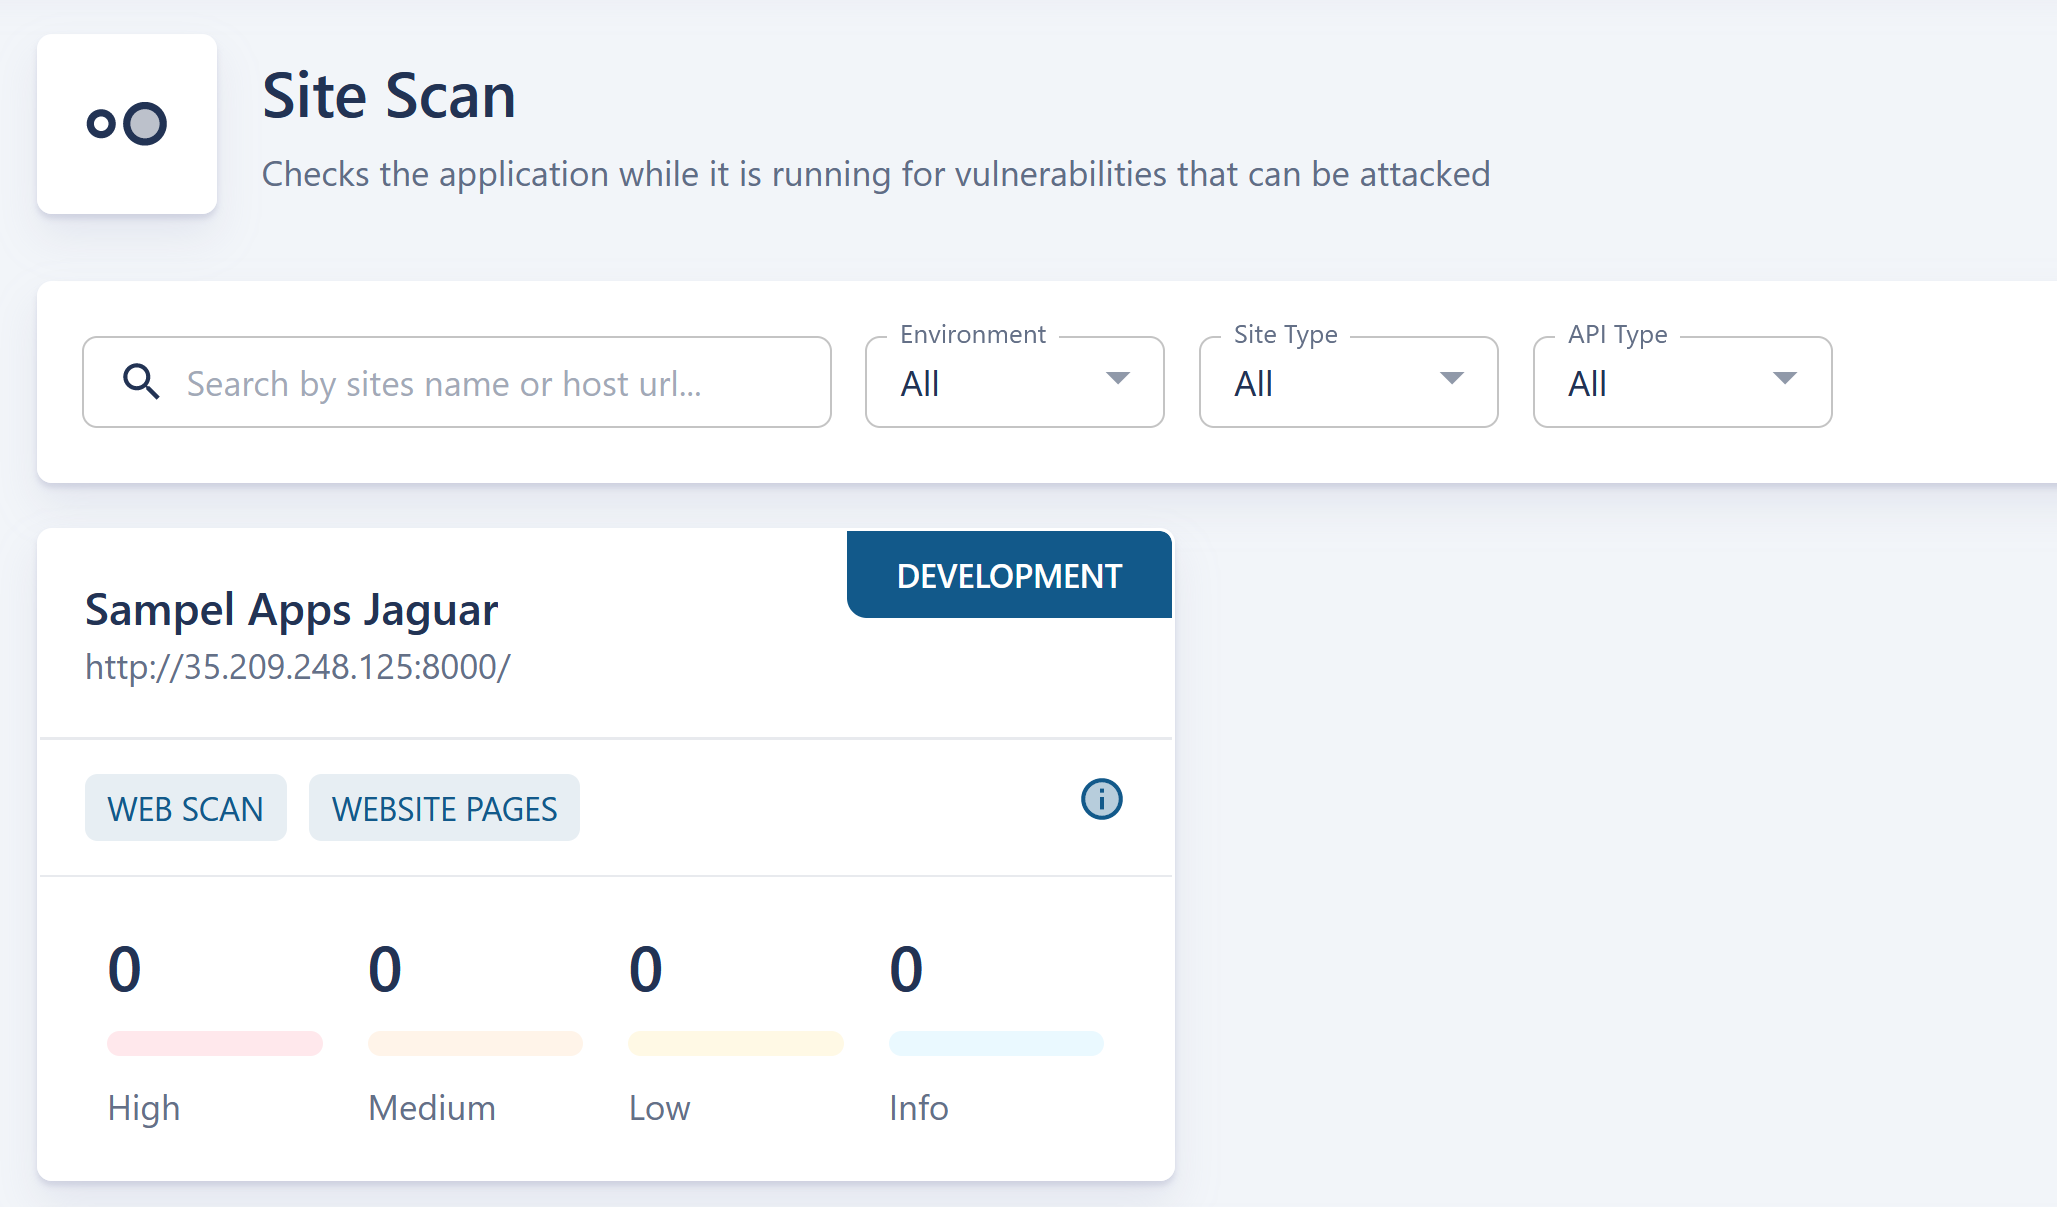 Site Scan
Checks the application while it is running for vulnerabilities that can be attacked
Search by sites name or host url...
Environment
All
Site Type
All
API Type
All
DEVELOPMENT
Sampel Apps Jaguar
http://35.209.248.125:8000/
WEB SCAN WEBSITE PAGES
0 0 0 0
High Medium Low Info